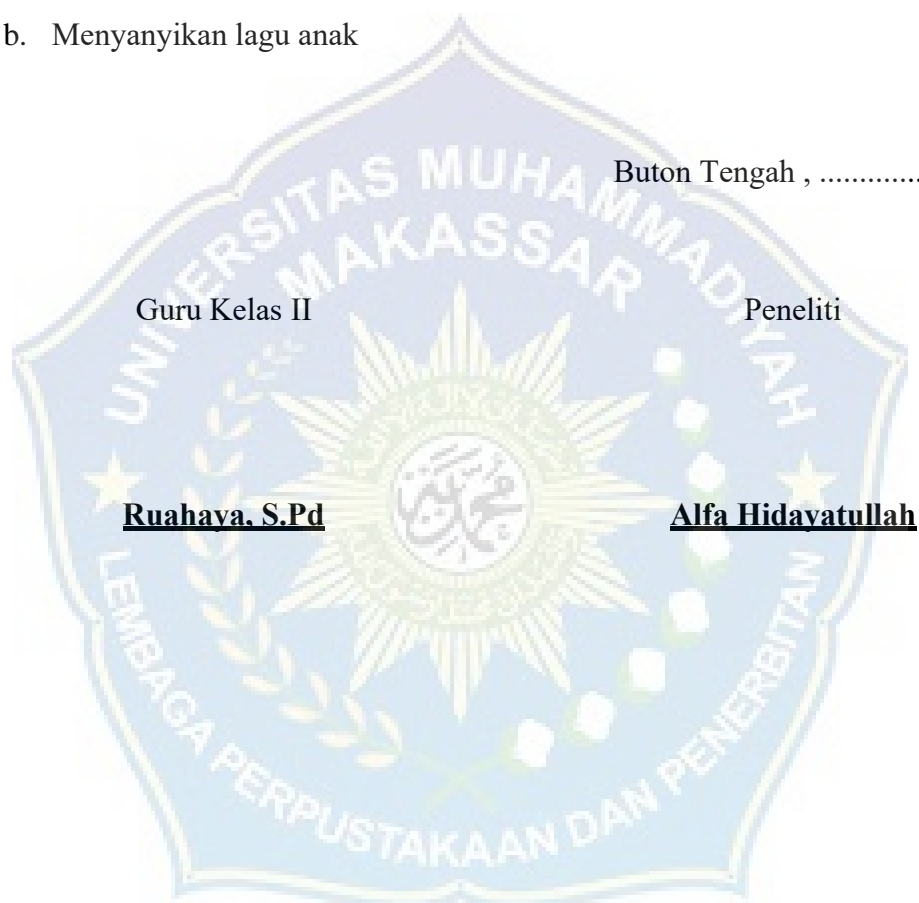 b. Menyanyikan lagu anak
Buton Tengah , .............
Guru Kelas II Peneliti
Ruahaya, S.Pd Alfa Hidayatullah
UNIVERSITAS MUHAMMADIYAH
MAKASSAR
LEMBAGA PERPUSTAKAAN DAN PENERBITAN